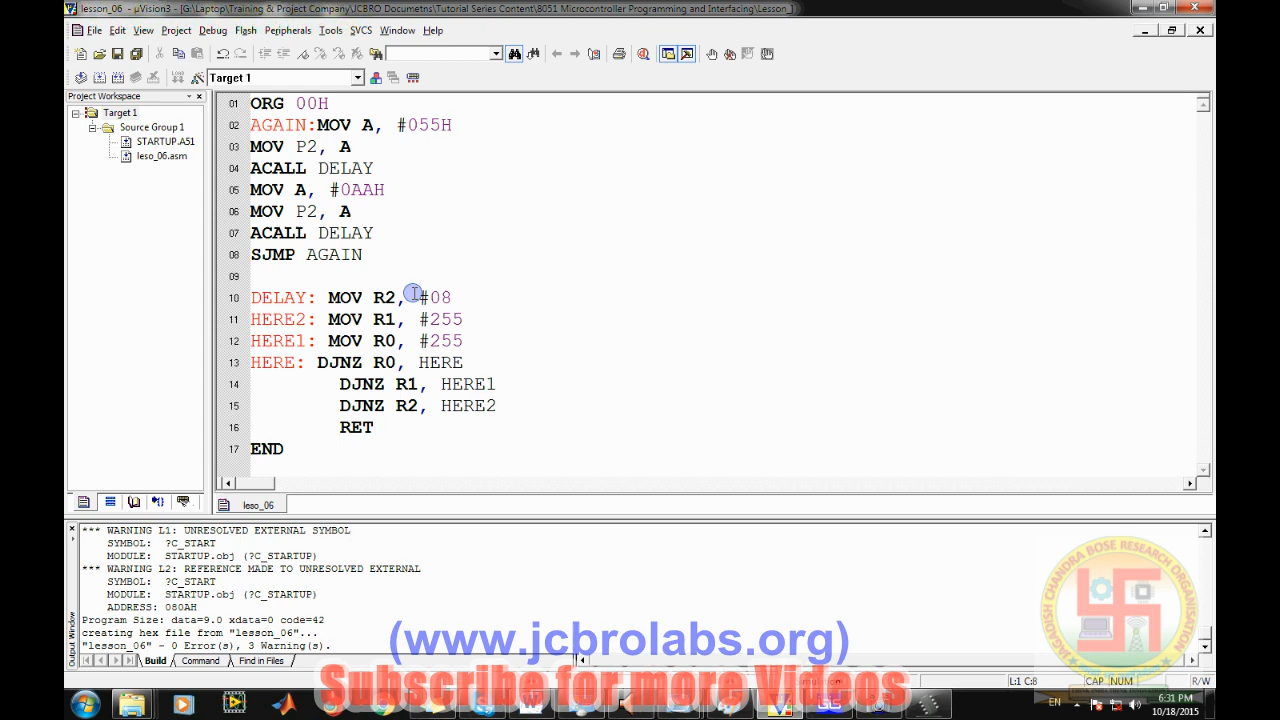 lesson_06 - µVision3 - [G:\Laptop\Training & Project Company\JCBRO Documetns\Tutorial Series Content\8051 Microcontroller Programming and Interfacing\Lesson_]
File Edit View Project Debug Flash Peripherals Tools SVCS Window Help
Target 1
Project Workspace
Target 1
Source Group 1
STARTUP.A51
leso_06.asm
01 ORG 00H
02 AGAIN:MOV A, #055H
03 MOV P2, A
04 ACALL DELAY
05 MOV A, #0AAH
06 MOV P2, A
07 ACALL DELAY
08 SJMP AGAIN
09
10 DELAY: MOV R2, #08
11 HERE2: MOV R1, #255
12 HERE1: MOV R0, #255
13 HERE: DJNZ R0, HERE
14 DJNZ R1, HERE1
15 DJNZ R2, HERE2
16 RET
17 END
leso_06
*** WARNING L1: UNRESOLVED EXTERNAL SYMBOL
SYMBOL: ?C_START
MODULE: STARTUP.obj (?C_STARTUP)
*** WARNING L2: REFERENCE MADE TO UNRESOLVED EXTERNAL
SYMBOL: ?C_START
MODULE: STARTUP.obj (?C_STARTUP)
ADDRESS: 080AH
Program Size: data=9.0 xdata=0 code=42
creating hex file from "lesson_06"...
"lesson_06" - 0 Error(s), 3 Warning(s).
Output Window
Build Command Find in Files
(www.jcbrolabs.org)
Subscribe for more Videos
L:1 C:8 CAP NUM R/W
EN 6:31 PM
10/18/2015
JAGADISH CHANDRA BOSE RESEARCH ORGANISATION